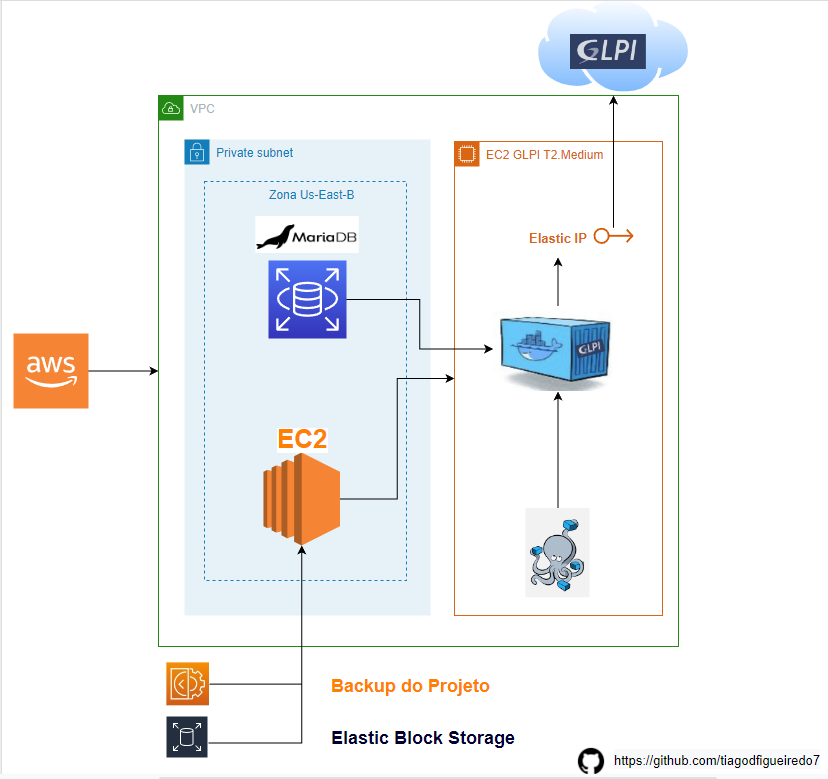 GLPI
VPC
Private subnet
EC2 GLPI T2.Medium
Zona Us-East-B
MariaDB
Elastic IP
GLPI
aws
EC2
Backup do Projeto
Elastic Block Storage
https://github.com/tiagodfigueiredo7